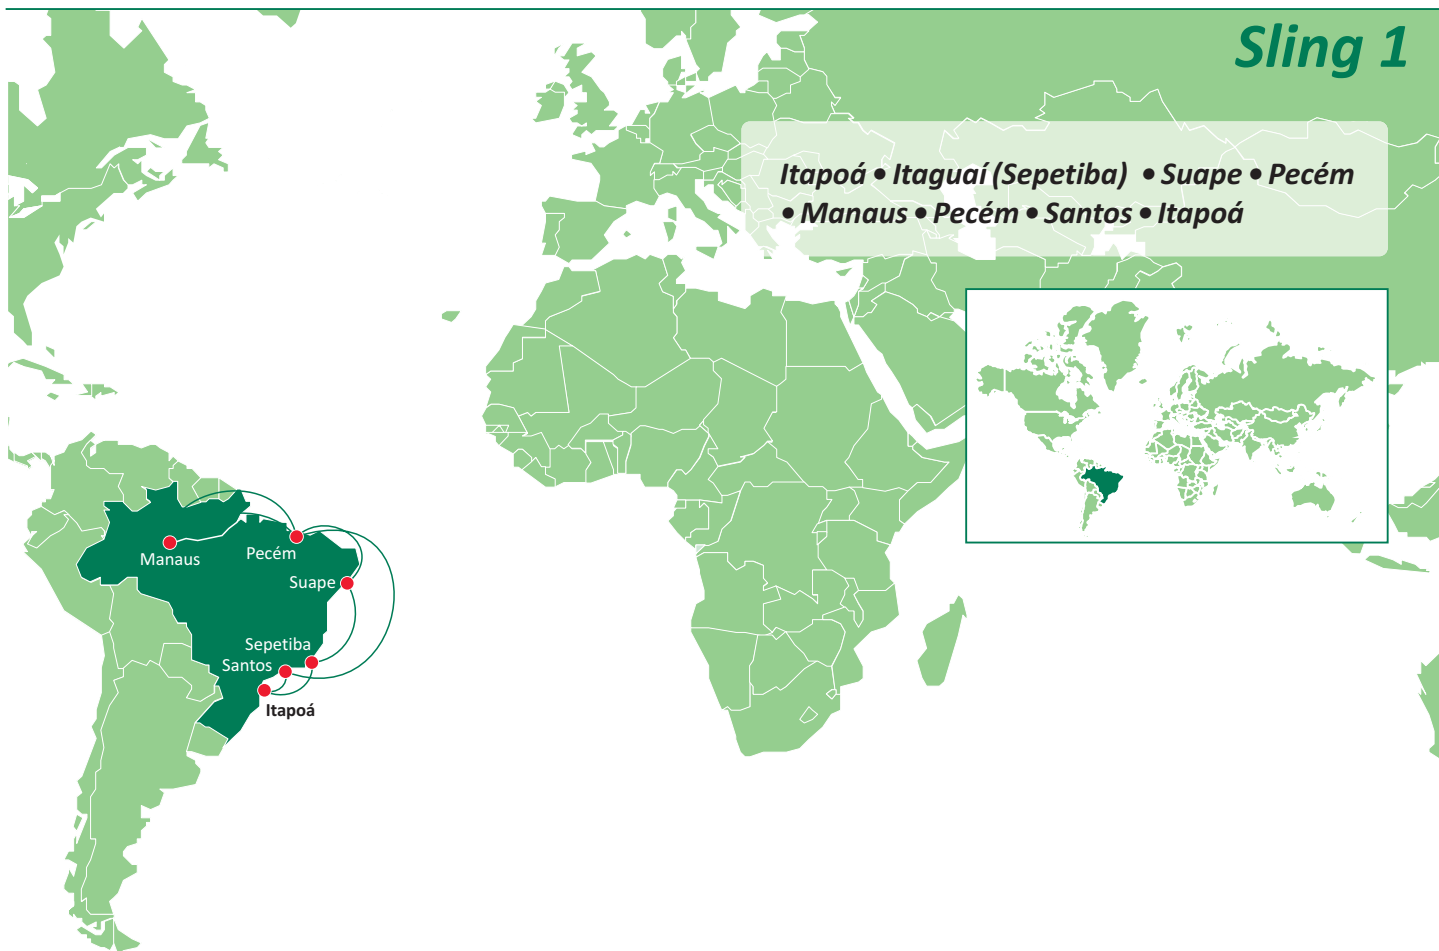 Sling 1
Itapoá • Itaguaí (Sepetiba) • Suape • Pecém
• Manaus • Pecém • Santos • Itapoá
Manaus
Pecém
Suape
Sepetiba
Santos
Itapoá